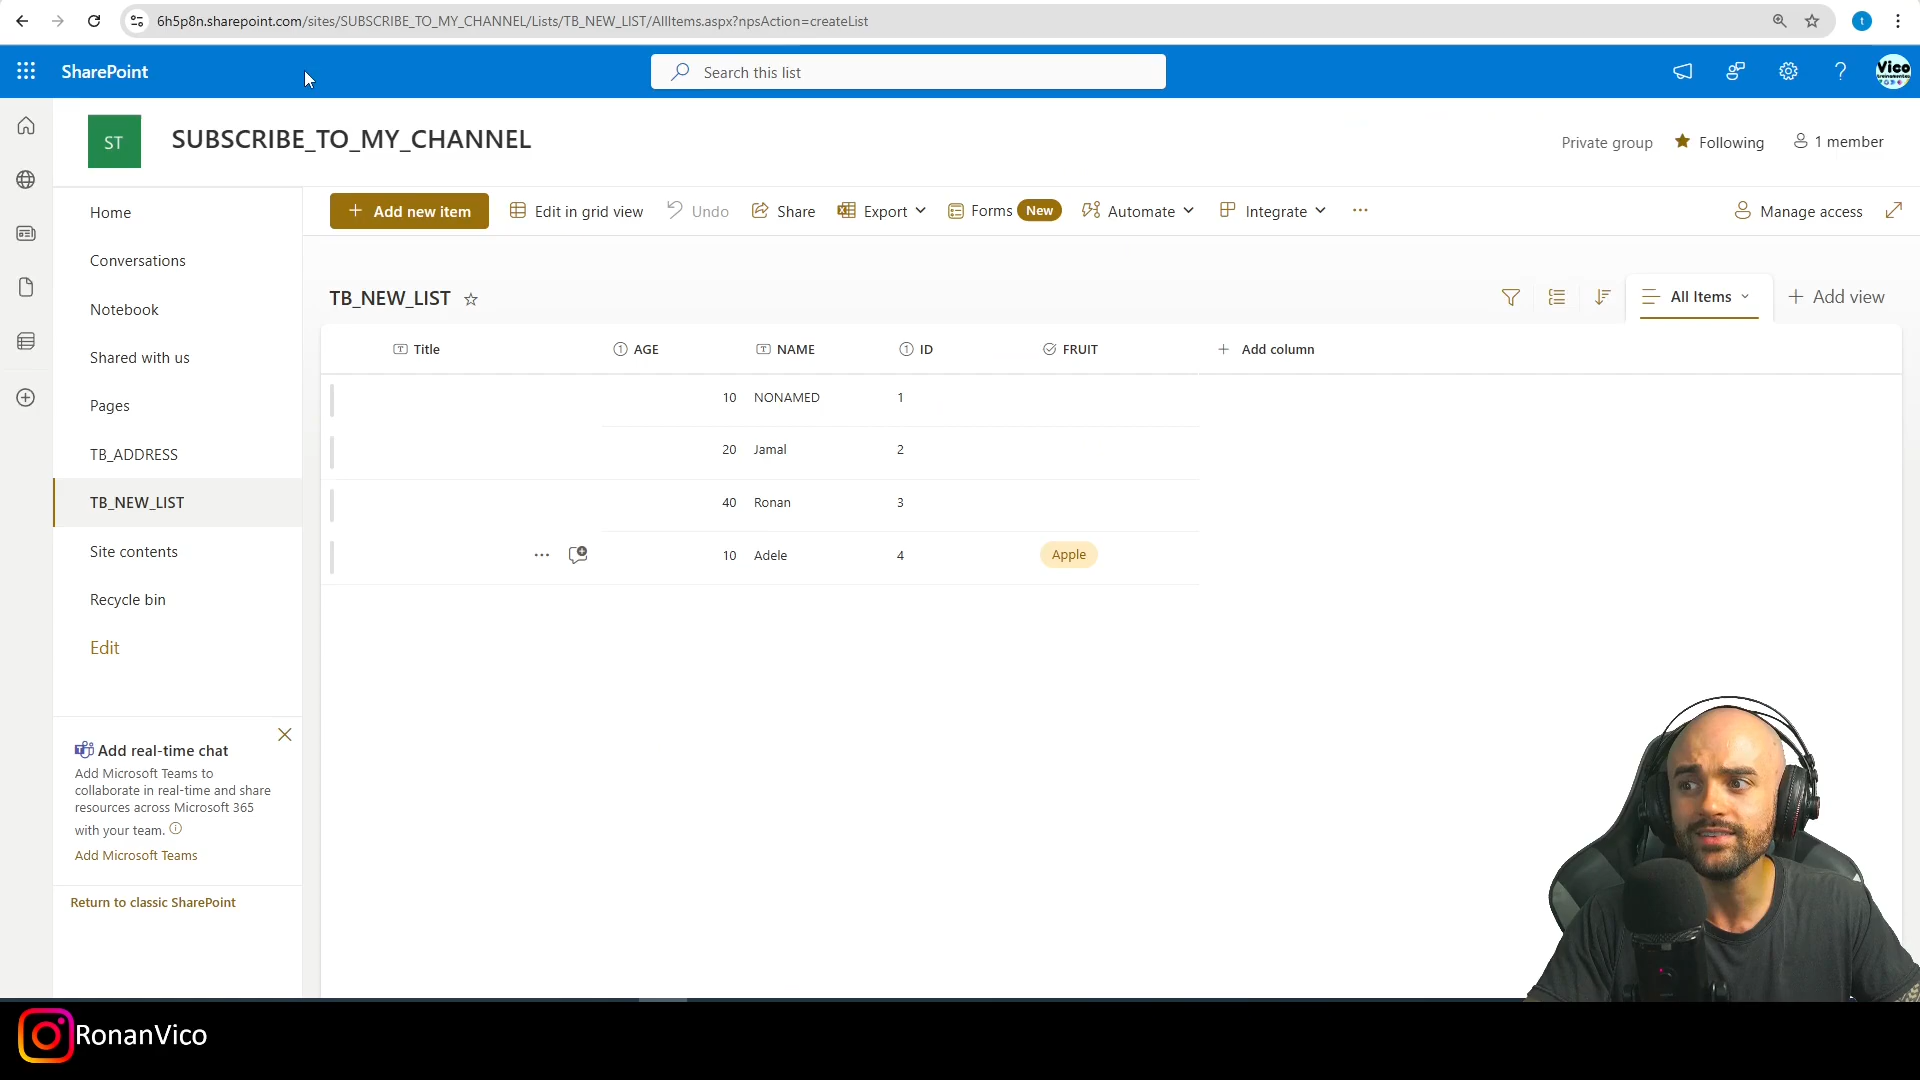 6h5p8n.sharepoint.com/sites/SUBSCRIBE_TO_MY_CHANNEL/Lists/TB_NEW_LIST/AllItems.aspx?npsAction=createList
t
SharePoint
Search this list
?
Vico
ST
SUBSCRIBE_TO_MY_CHANNEL
Private group
Following
1 member
Home
Conversations
Notebook
Shared with us
Pages
TB_ADDRESS
TB_NEW_LIST
Site contents
Recycle bin
Edit
+ Add new item
Edit in grid view
Undo
Share
Export
Forms New
Automate
Integrate
...
Manage access
TB_NEW_LIST
All Items
+ Add view
Title AGE NAME ID FRUIT + Add column
10 NONAMED 1
20 Jamal 2
40 Ronan 3
... 10 Adele 4 Apple
Add real-time chat
Add Microsoft Teams to
collaborate in real-time and share
resources across Microsoft 365
with your team.
Add Microsoft Teams
Return to classic SharePoint
RonanVico